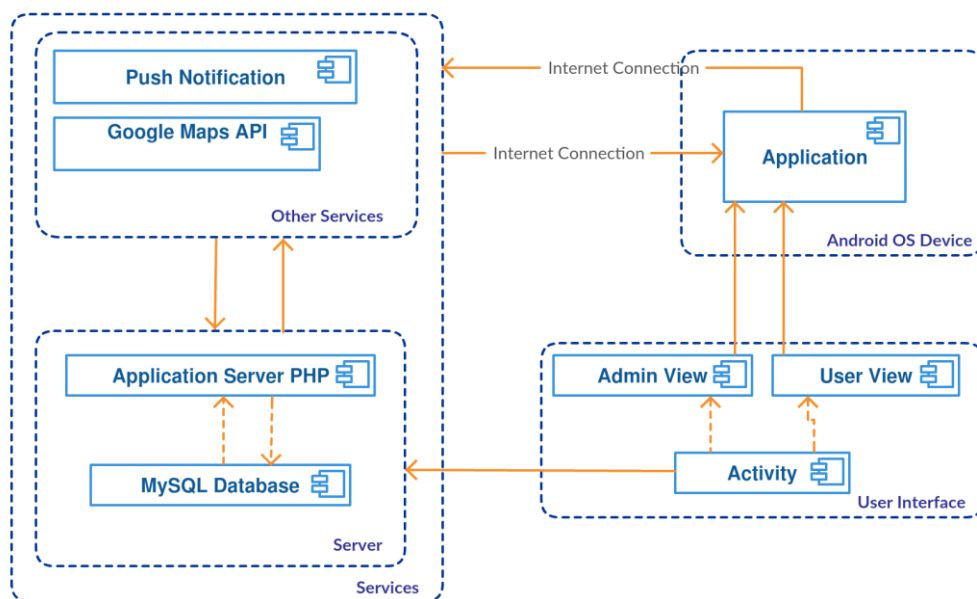 Push Notification
Google Maps API
Other Services
Internet Connection
Internet Connection
Application
Android OS Device
Application Server PHP
MySQL Database
Server
Services
Admin View
User View
Activity
User Interface